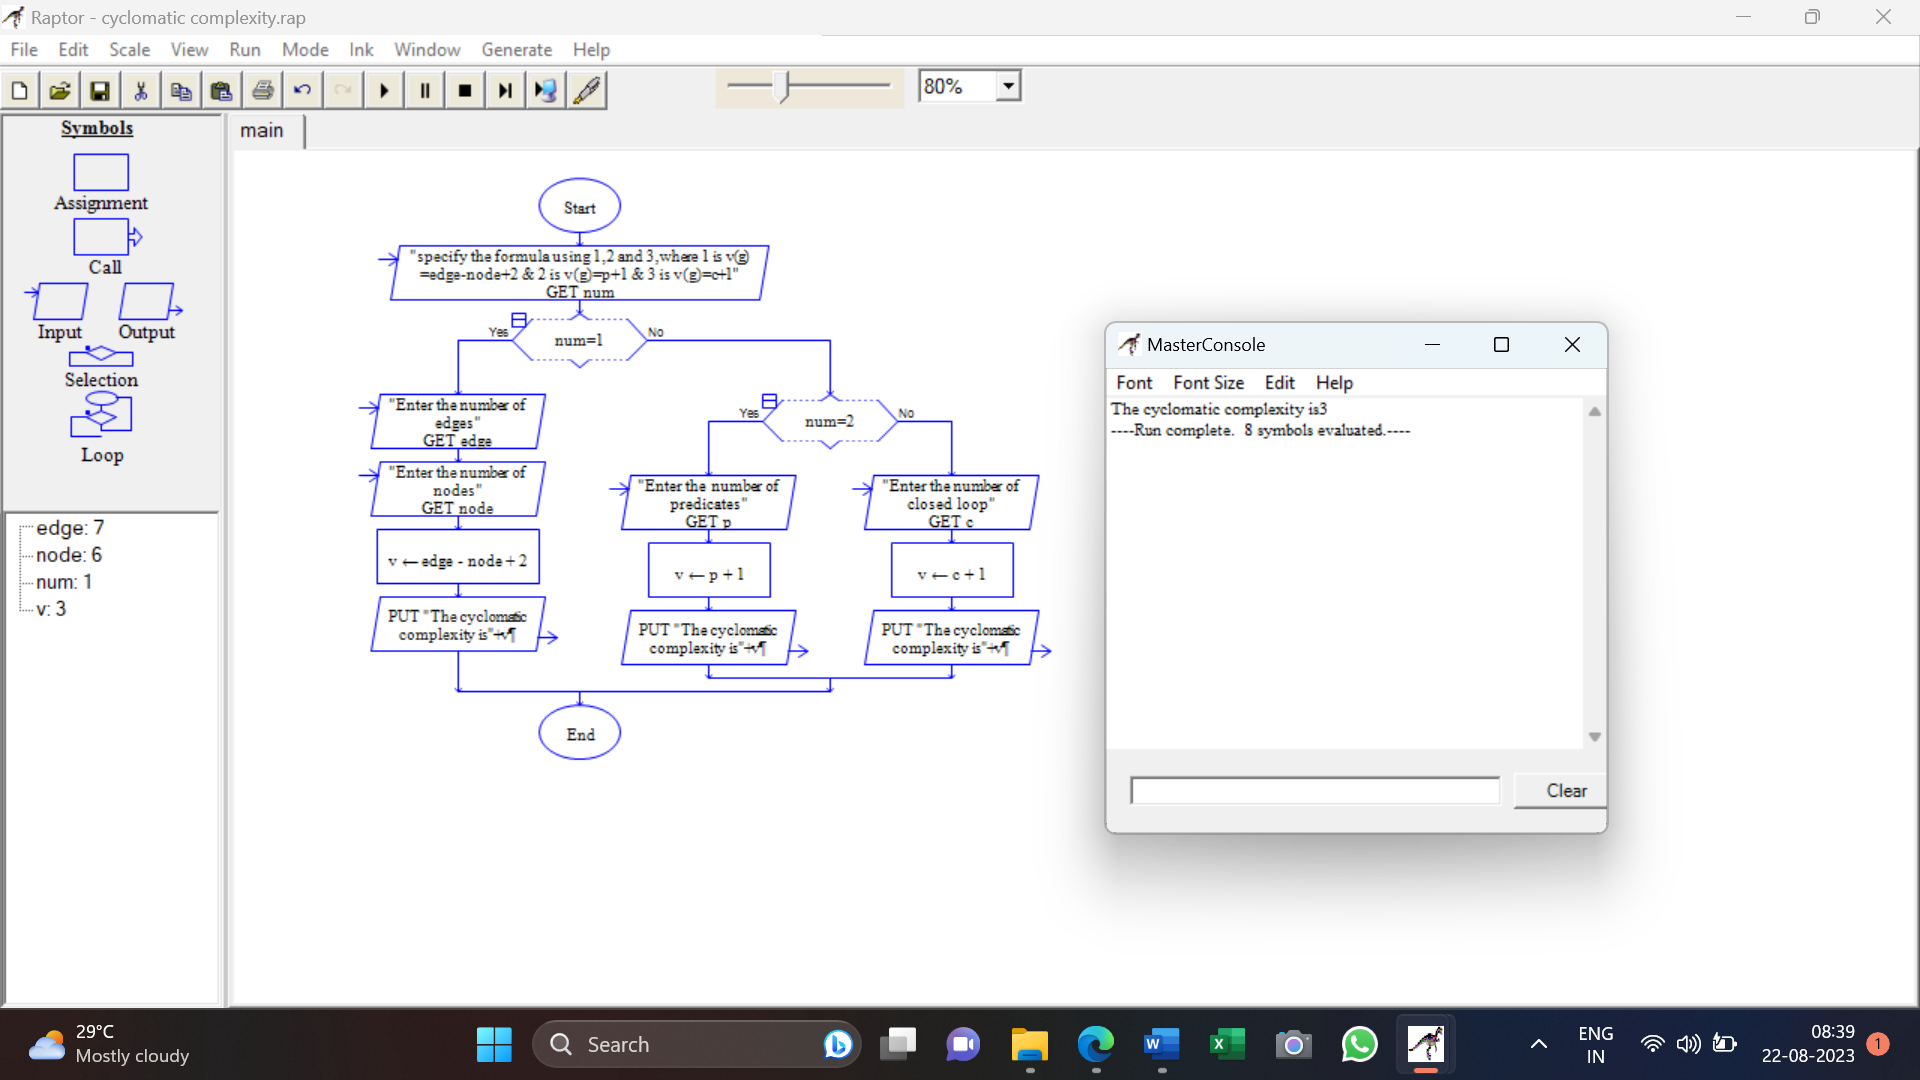 Raptor - cyclomatic complexity.rap
File Edit Scale View Run Mode Ink Window Generate Help
80%
Symbols
Assignment
Call
Input Output
Selection
Loop
edge: 7
node: 6
num: 1
v: 3
main
Start
"specify the formula using 1,2 and 3,where 1 is v(g)
=edge-node+2 & 2 is v(g)=p+1 & 3 is v(g)=c+1"
GET num
Yes
num=1
No
"Enter the number of
edges"
GET edge
"Enter the number of
nodes"
GET node
v ← edge - node + 2
PUT "The cyclomatic
complexity is"+v¶
Yes
num=2
No
"Enter the number of
predicates"
GET p
v ← p + 1
PUT "The cyclomatic
complexity is"+v¶
"Enter the number of
closed loop"
GET c
v ← c + 1
PUT "The cyclomatic
complexity is"+v¶
End
MasterConsole
Font Font Size Edit Help
The cyclomatic complexity is3
----Run complete. 8 symbols evaluated.----
Clear
29°C
Mostly cloudy
Search
ENG
IN
08:39
22-08-2023
1